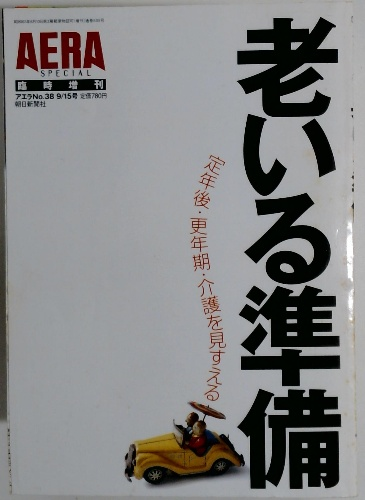 AERA
SPECIAL
臨時増刊
アエラNo.38 9/15号 定価780円
朝日新聞社
老いる準備
定年後・更年期・介護を見すえる